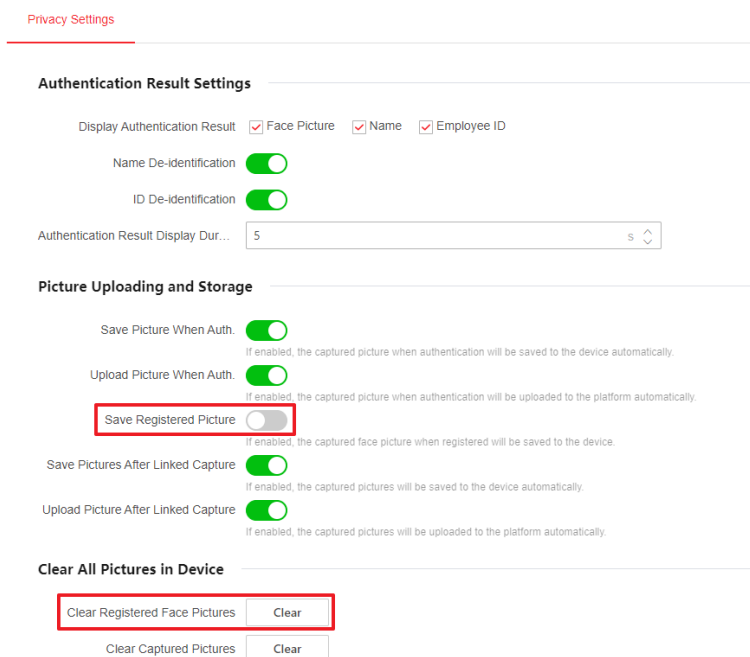 Privacy Settings
Authentication Result Settings
Display Authentication Result Face Picture Name Employee ID
Name De-identification
ID De-identification
Authentication Result Display Dur... 5 s
Picture Uploading and Storage
Save Picture When Auth.
If enabled, the captured picture when authentication will be saved to the device automatically.
Upload Picture When Auth.
If enabled, the captured picture when authentication will be uploaded to the platform automatically.
Save Registered Picture
If enabled, the captured face picture when registered will be saved to the device.
Save Pictures After Linked Capture
If enabled, the captured pictures will be saved to the device automatically.
Upload Picture After Linked Capture
If enabled, the captured pictures will be uploaded to the platform automatically.
Clear All Pictures in Device
Clear Registered Face Pictures Clear
Clear Captured Pictures Clear